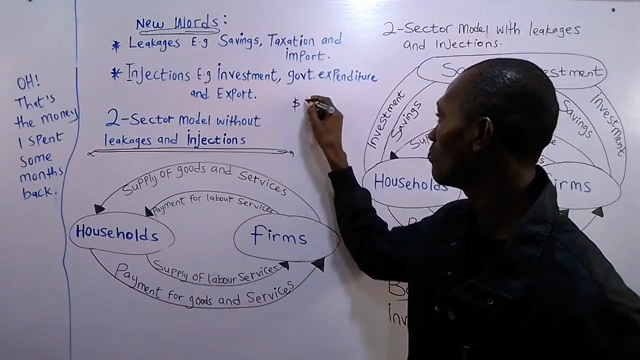 OH!
That's
the money
I spent
some
months
back.
New Words:
* Leakages E.g Savings, Taxation and
import.
* Injections E.g investment, govt. expenditure
and Export.
$
2-Sector model without
leakages and injections
Supply of goods and Services
Payment for labour Services
Households
firms
Supply of labour Services
Payment for goods and Services
2-Sector model with leakages
and injections.
Investment
Savings
Savings
Investment
Households